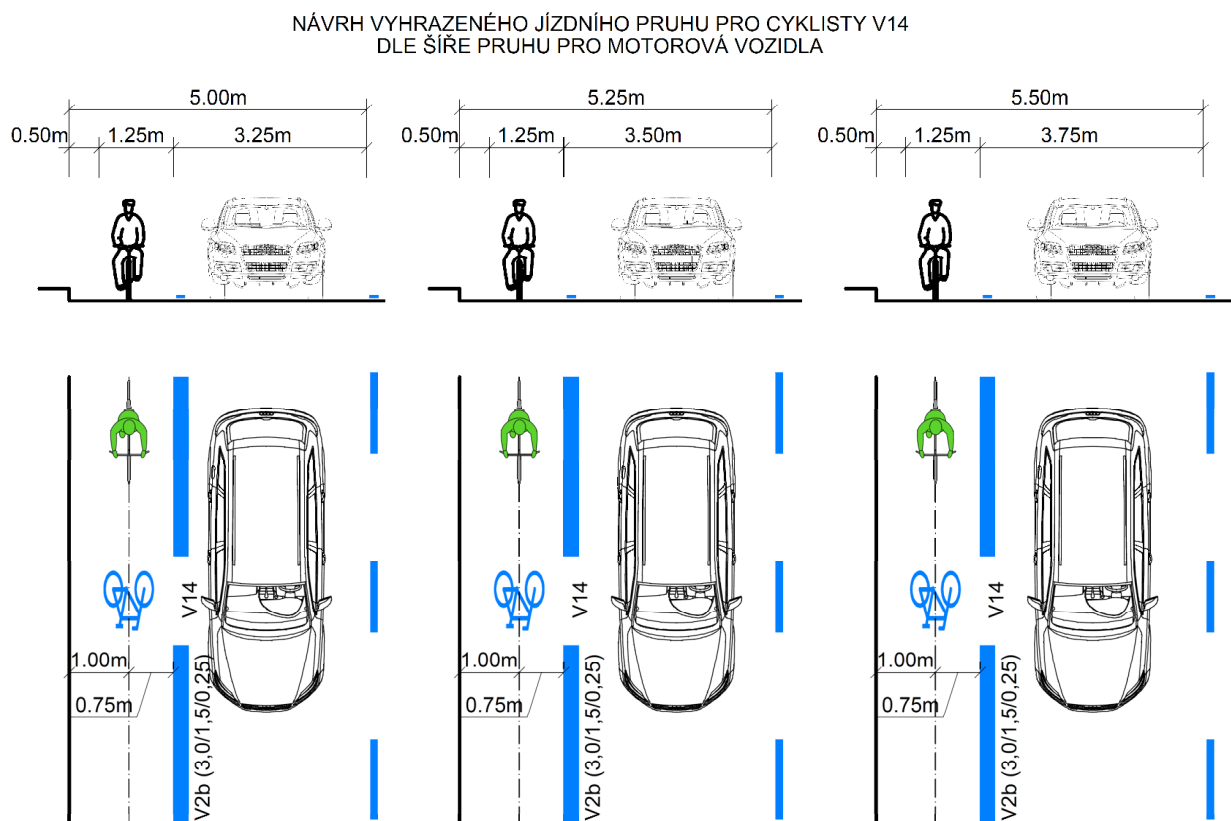 NÁVRH VYHRAZENÉHO JÍZDNÍHO PRUHU PRO CYKLISTY V14
DLE ŠÍŘE PRUHU PRO MOTOROVÁ VOZIDLA
5.00m
0.50m 1.25m 3.25m
V14
1.00m
0.75m
V2b (3,0/1,5/0,25)
5.25m
0.50m 1.25m 3.50m
V14
1.00m
0.75m
V2b (3,0/1,5/0,25)
5.50m
0.50m 1.25m 3.75m
V14
1.00m
0.75m
V2b (3,0/1,5/0,25)